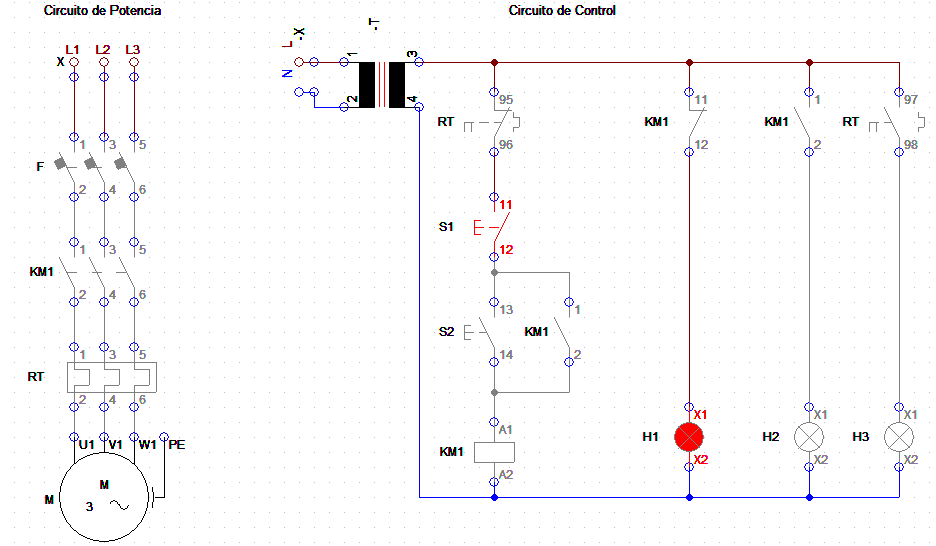 Circuito de Potencia
Circuito de Control
X L1 L2 L3
L -X -T
N
1 3
2 4
F 1 3 5
2 4 6
KM1 1 3 5
2 4 6
RT 1 3 5
2 4 6
U1 V1 W1 PE
M M
3
RT 95
96
KM1 11
12
KM1 1
2
RT 97
98
S1 11
12
S2 13
14
KM1 1
2
KM1 A1
A2
H1 X1
X2
H2 X1
X2
H3 X1
X2